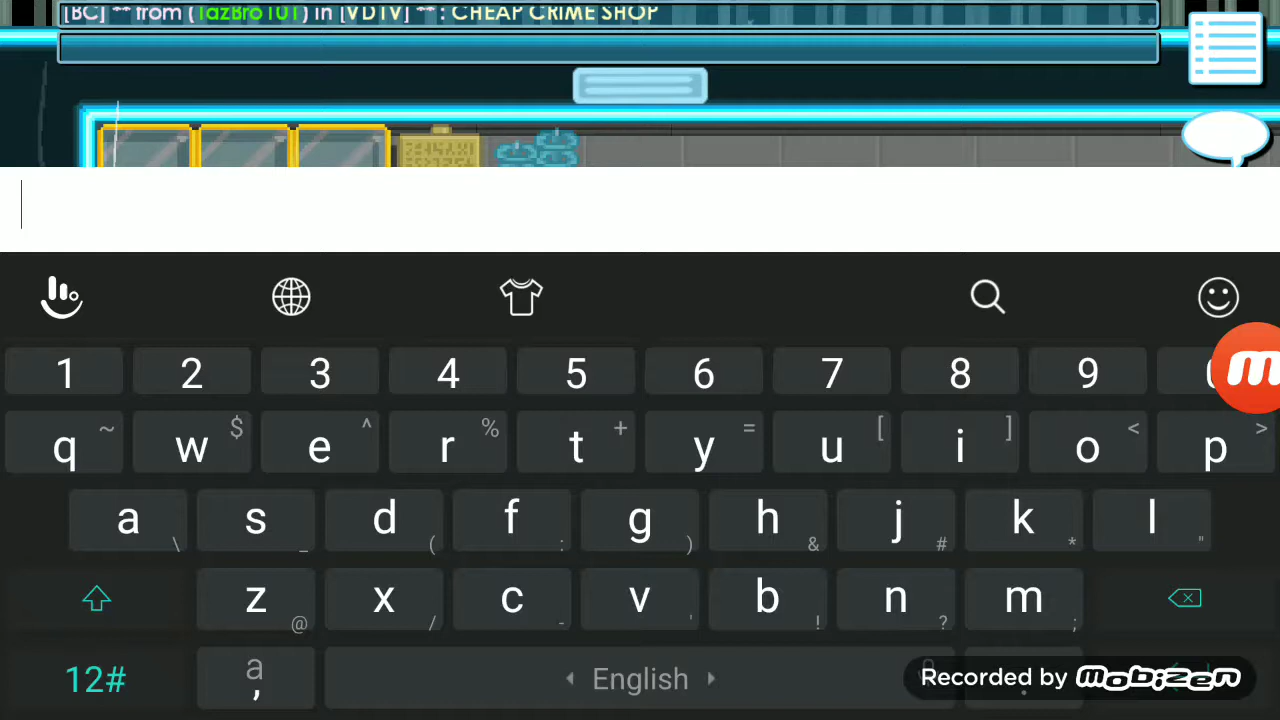 [BC] ** from (TazBro101) in [VDTV] ** : CHEAP CRIME SHOP
1 2 3 4 5 6 7 8 9
q ~ w $ e ^ r % t + y = u [ i ] o < p >
a \ s _ d ( f : g ) h & j # k * l "
z @ x / c - v ' b ! n ? m ;
12# a , English .
Recorded by mobizen